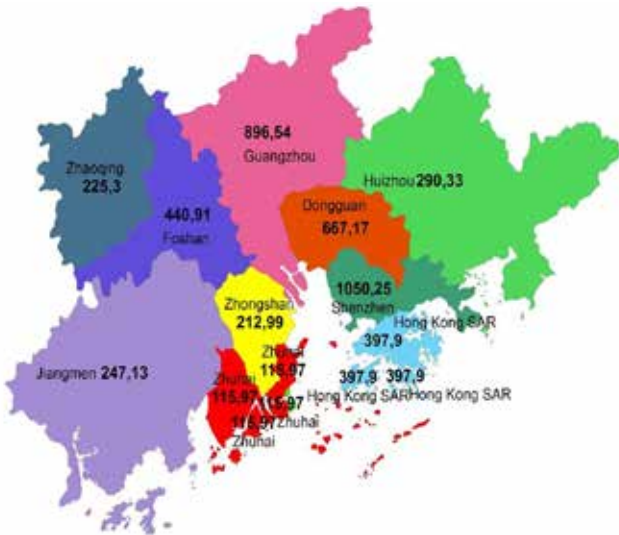 896,54
Guangzhou
Zhaoqing
225,3
Huizhou 290,33
Dongguan
667,17
440,91
Foshan
1050,25
Shenzhen
Zhongshan
212,99
Hong Kong SAR
397,9
Zhuhai
115,97
Jiangmen 247,13
Zhuhai
115,97
397,9 397,9
Hong Kong SAR Hong Kong SAR
115,97
Zhuhai
115,97
Zhuhai